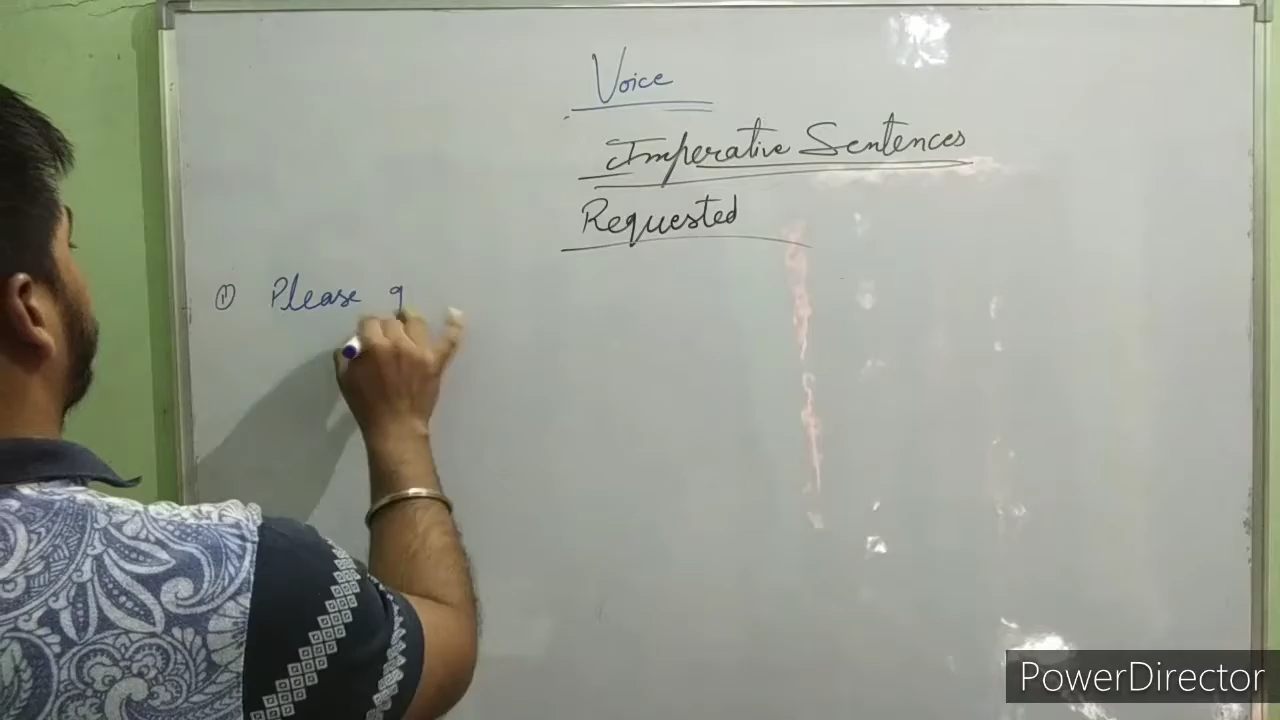 Voice
Imperative Sentences
Requested
① Please g
PowerDirector